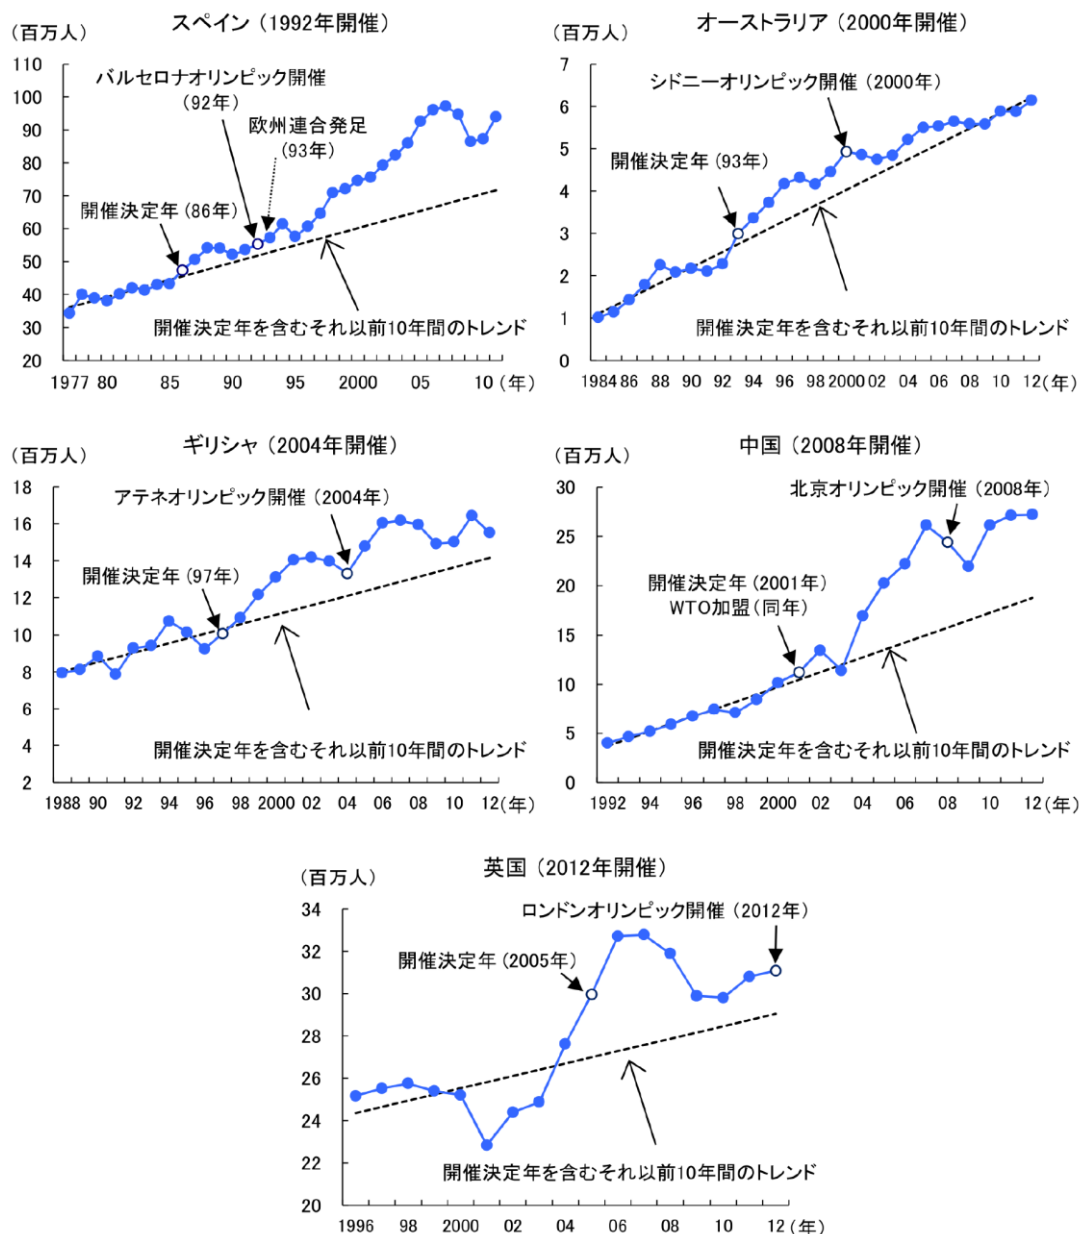 スペイン（1992年開催）
（百万人）
110
100
90
80
70
60
50
40
30
20
バルセロナオリンピック開催
（92年）
欧州連合発足
（93年）
開催決定年（86年）
開催決定年を含むそれ以前10年間のトレンド
1977 80 85 90 95 2000 05 10（年）
オーストラリア（2000年開催）
（百万人）
7
6
5
4
3
2
1
0
シドニーオリンピック開催（2000年）
開催決定年（93年）
開催決定年を含むそれ以前10年間のトレンド
1984 86 88 90 92 94 96 98 2000 02 04 06 08 10 12（年）
ギリシャ（2004年開催）
（百万人）
18
16
14
12
10
8
6
4
2
アテネオリンピック開催（2004年）
開催決定年（97年）
開催決定年を含むそれ以前10年間のトレンド
1988 90 92 94 94 98 2000 02 04 06 08 10 12（年）
中国（2008年開催）
（百万人）
30
25
20
15
10
5
0
北京オリンピック開催（2008年）
開催決定年（2001年）
WTO加盟（同年）
開催決定年を含むそれ以前10年間のトレンド
1992 94 96 98 2000 02 04 06 08 10 12（年）
英国（2012年開催）
（百万人）
34
32
30
28
26
24
22
20
ロンドンオリンピック開催（2012年）
開催決定年（2005年）
開催決定年を含むそれ以前10年間のトレンド
1996 98 2000 02 04 06 08 10 12（年）